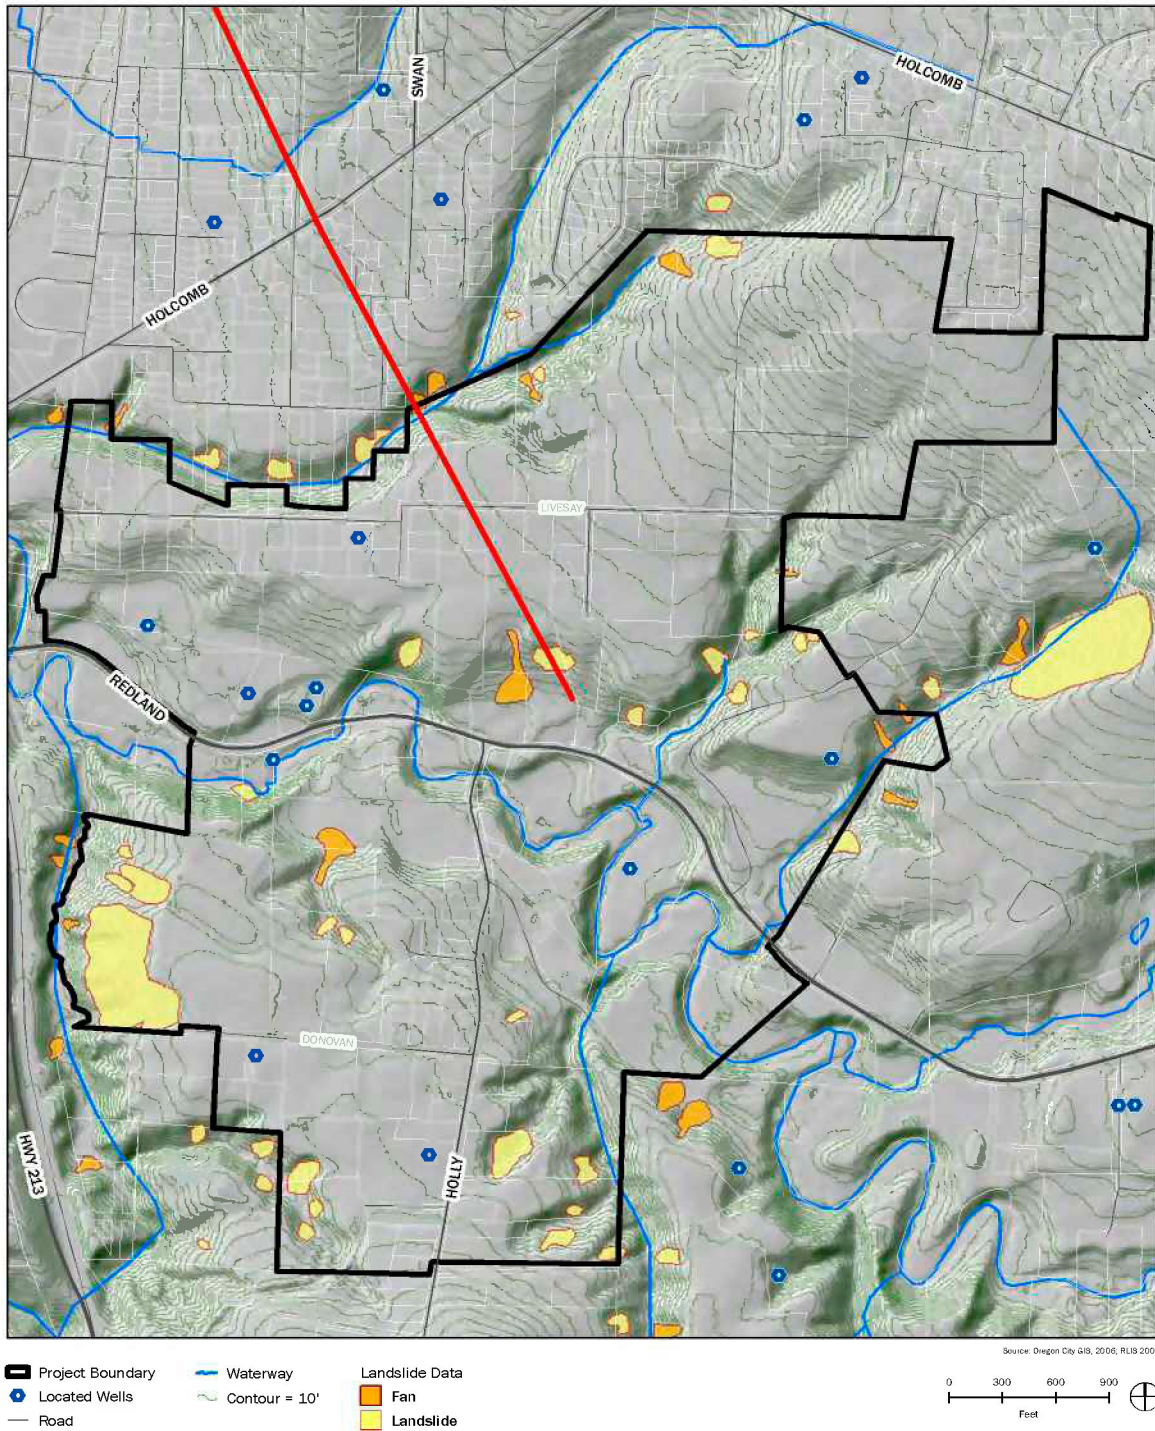 SWAN
HOLCOMB
HOLCOMB
LIVESAY
REDLAND
DONOVAN
HOLLY
HWY 213
Source: Oregon City GIS, 2006; RLIS 200
Project Boundary
Located Wells
Road
Waterway
Contour = 10'
Landslide Data
Fan
Landslide
0 300 600 900
Feet